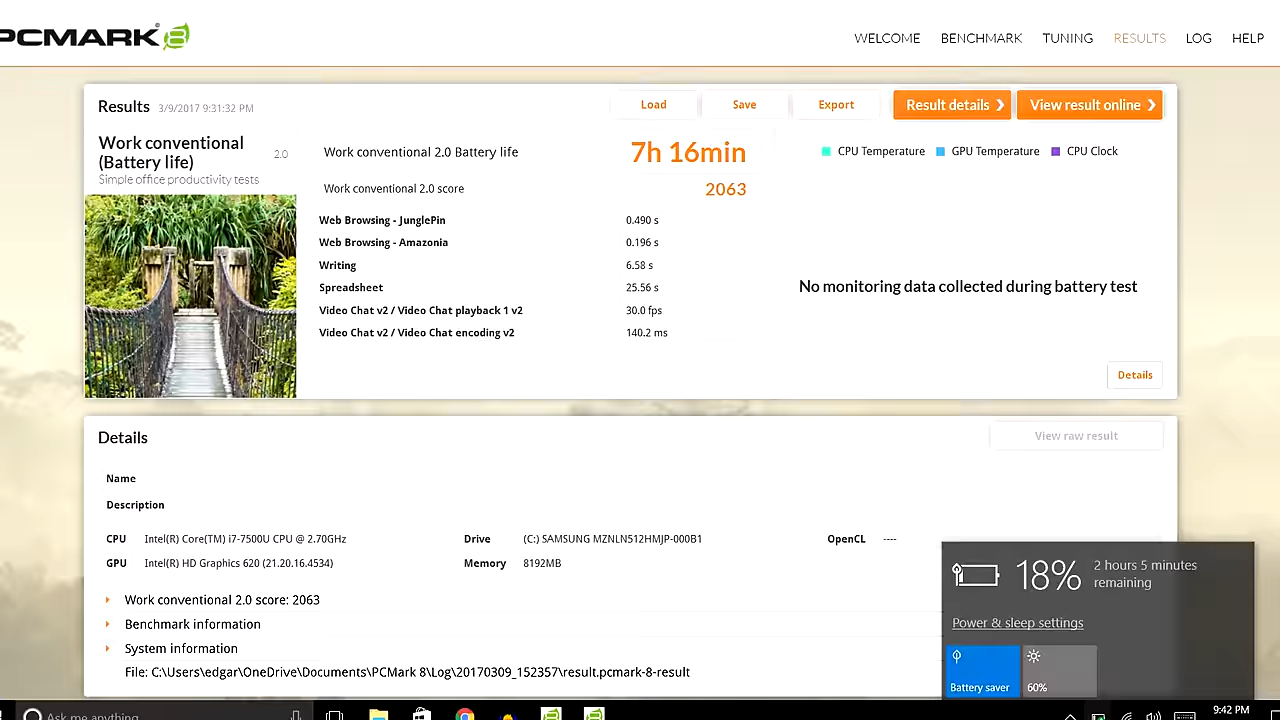 PCMARK 8
WELCOME BENCHMARK TUNING RESULTS LOG HELP
Results 3/9/2017 9:31:32 PM
Load Save Export Result details ❯ View result online ❯
Work conventional
(Battery life) 2.0
Simple office productivity tests
Work conventional 2.0 Battery life 7h 16min
Work conventional 2.0 score 2063
CPU Temperature GPU Temperature CPU Clock
Web Browsing - JunglePin 0.490 s
Web Browsing - Amazonia 0.196 s
Writing 6.58 s
Spreadsheet 25.56 s
Video Chat v2 / Video Chat playback 1 v2 30.0 fps
Video Chat v2 / Video Chat encoding v2 140.2 ms
No monitoring data collected during battery test
Details
Details View raw result
Name
Description
CPU Intel(R) Core(TM) i7-7500U CPU @ 2.70GHz Drive (C:) SAMSUNG MZNLN512HMJP-000B1 OpenCL ----
GPU Intel(R) HD Graphics 620 (21.20.16.4534) Memory 8192MB
Work conventional 2.0 score: 2063
Benchmark information
System information
File: C:\Users\edgar\OneDrive\Documents\PCMark 8\Log\20170309_152357\result.pcmark-8-result
18% 2 hours 5 minutes
remaining
Power & sleep settings
Battery saver 60%
Ask me anything 9:42 PM